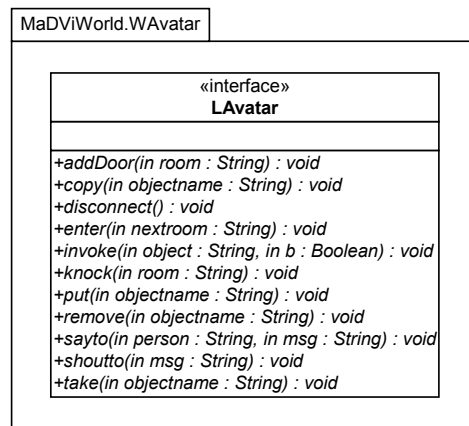 MaDViWorld.WAvatar
«interface»
LAvatar
+addDoor(in room : String) : void
+copy(in objectname : String) : void
+disconnect() : void
+enter(in nextroom : String) : void
+invoke(in object : String, in b : Boolean) : void
+knock(in room : String) : void
+put(in objectname : String) : void
+remove(in objectname : String) : void
+sayto(in person : String, in msg : String) : void
+shoutto(in msg : String) : void
+take(in objectname : String) : void